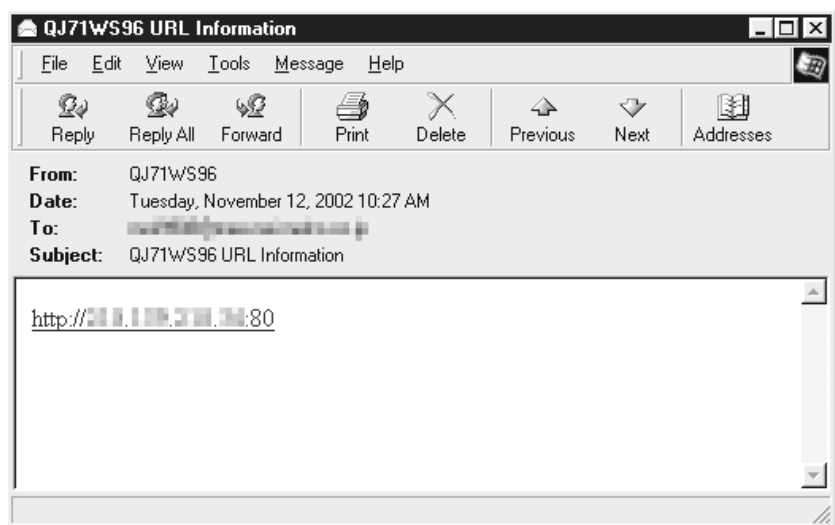 QJ71WS96 URL Information
File Edit View Tools Message Help
Reply Reply All Forward Print Delete Previous Next Addresses
From: QJ71WS96
Date: Tuesday, November 12, 2002 10:27 AM
To:
Subject: QJ71WS96 URL Information
http:// :80